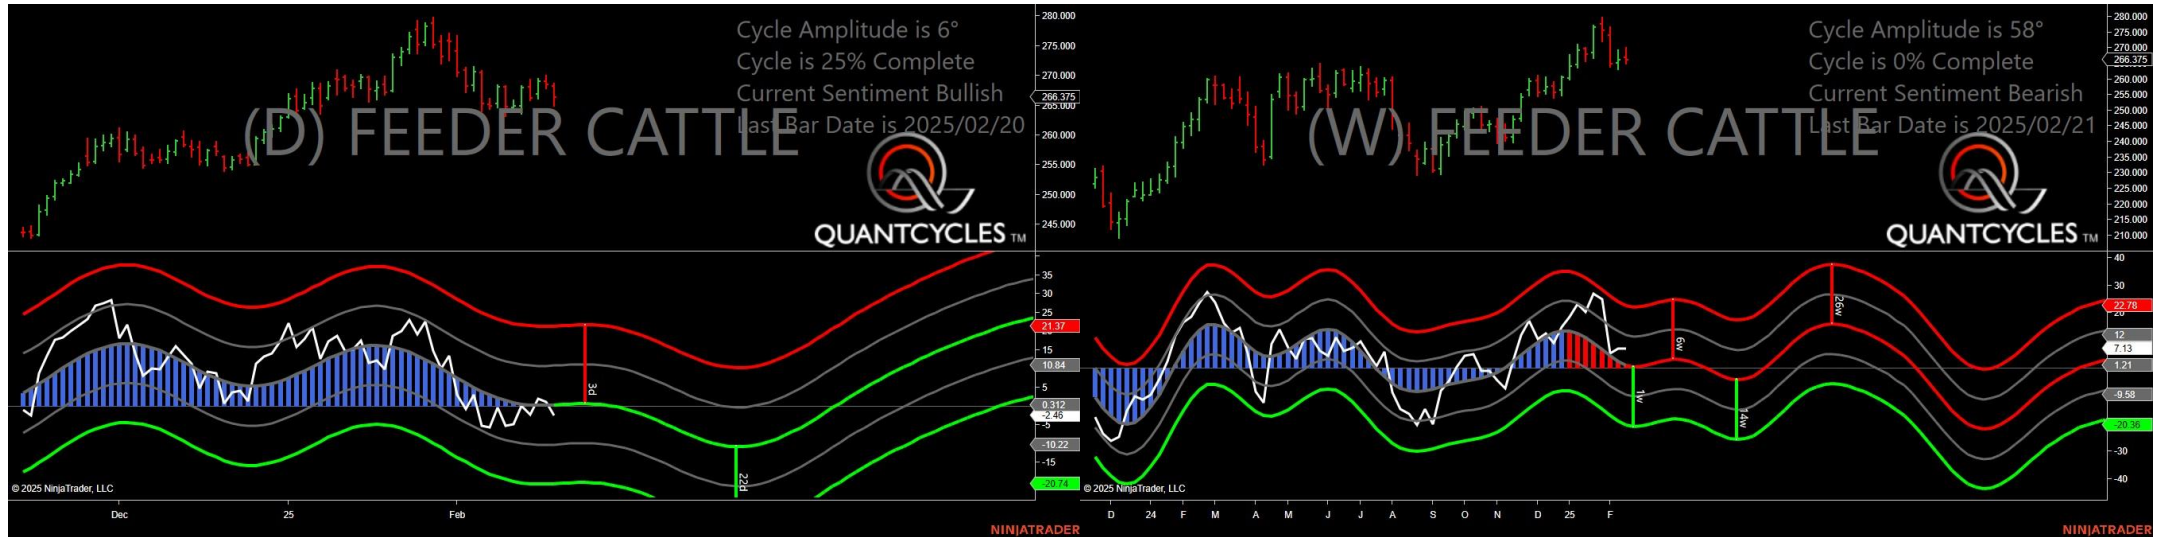 Cycle Amplitude is 6°
Cycle is 25% Complete
Current Sentiment Bullish
Last Bar Date is 2025/02/20
(D) FEEDER CATTLE
QUANTCYCLES TM
280.000
275.000
270.000
266.375
265.000
260.000
255.000
250.000
245.000
35
30
25
21.37
15
10.84
5
0.312
-2.46
-5
-10.22
-15
-20.74
3d
22d
© 2025 NinjaTrader, LLC
Dec
25
Feb
NINJATRADER
Cycle Amplitude is 58°
Cycle is 0% Complete
Current Sentiment Bearish
Last Bar Date is 2025/02/21
(W) FEEDER CATTLE
QUANTCYCLES TM
280.000
275.000
270.000
266.375
260.000
255.000
250.000
245.000
240.000
235.000
230.000
225.000
220.000
215.000
210.000
40
30
22.78
20
12
7.13
1.21
-9.58
-20.36
-30
-40
1w
6w
14w
26w
© 2025 NinjaTrader, LLC
D 24 F M A M J J A S O N D 25 F
NINJATRADER